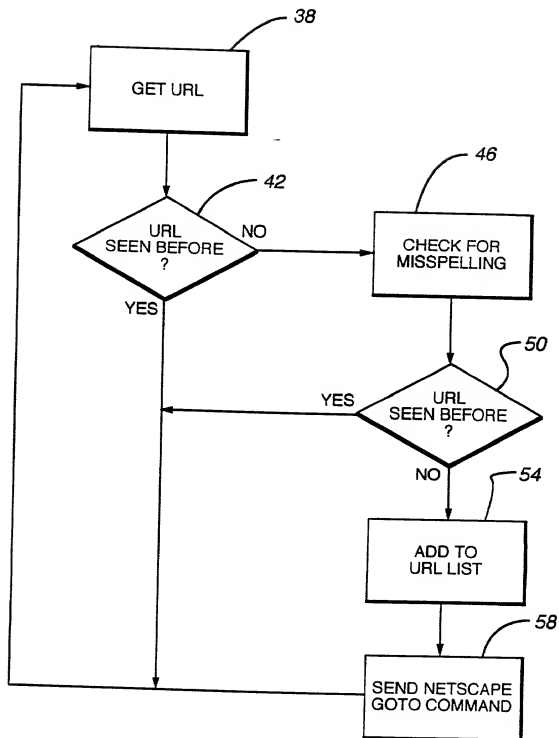 38
GET URL
42
URL
SEEN BEFORE
?
NO
YES
46
CHECK FOR
MISSPELLING
50
URL
SEEN BEFORE
?
YES
NO
54
ADD TO
URL LIST
58
SEND NETSCAPE
GOTO COMMAND